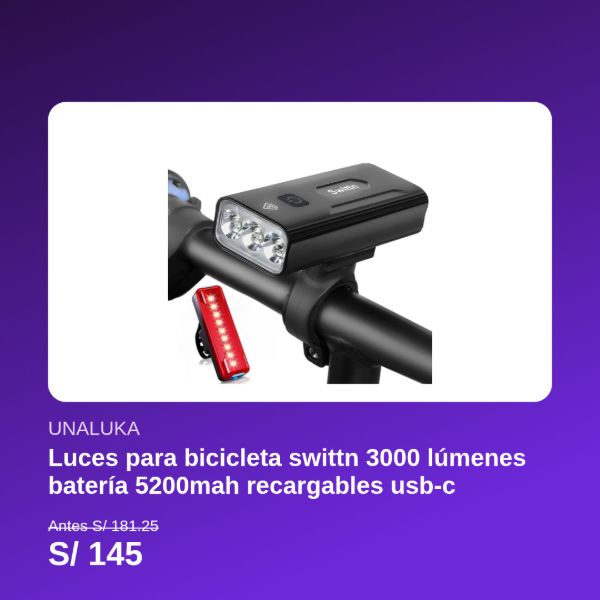 Swittn
UNALUKA
Luces para bicicleta swittn 3000 lúmenes
batería 5200mah recargables usb-c
Antes S/ 181.25
S/ 145